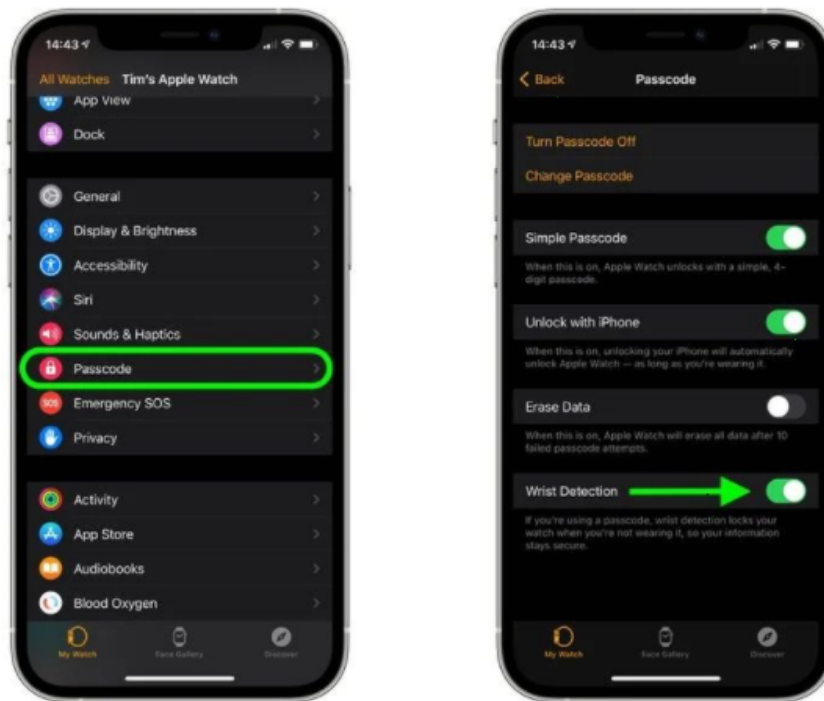 14:43
All Watches Tim's Apple Watch
App View
Dock
General
Display & Brightness
Accessibility
Siri
Sounds & Haptics
Passcode
SOS
Emergency SOS
Privacy
Activity
App Store
Audiobooks
Blood Oxygen
My Watch
Face Gallery
Discover
14:43
Back
Passcode
Turn Passcode Off
Change Passcode
Simple Passcode
When this is on, Apple Watch unlocks with a simple, 4-
digit passcode.
Unlock with iPhone
When this is on, unlocking your iPhone will automatically
unlock Apple Watch — as long as you're wearing it.
Erase Data
When this is on, Apple Watch will erase all data after 10
failed passcode attempts.
Wrist Detection
If you're using a passcode, wrist detection locks your
watch when you're not wearing it, so your information
stays secure.
My Watch
Face Gallery
Discover